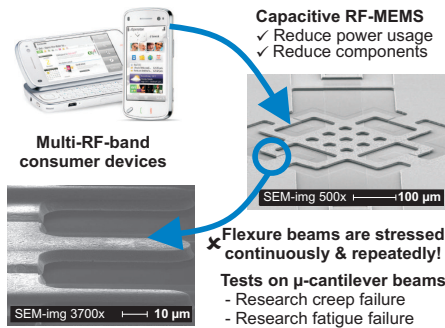 Capacitive RF-MEMS
✓ Reduce power usage
✓ Reduce components
Multi-RF-band
consumer devices
SEM-img 500x 100 μm
✘Flexure beams are stressed
continuously & repeatedly!
Tests on μ-cantilever beams
- Research creep failure
- Research fatigue failure
SEM-img 3700x 10 μm